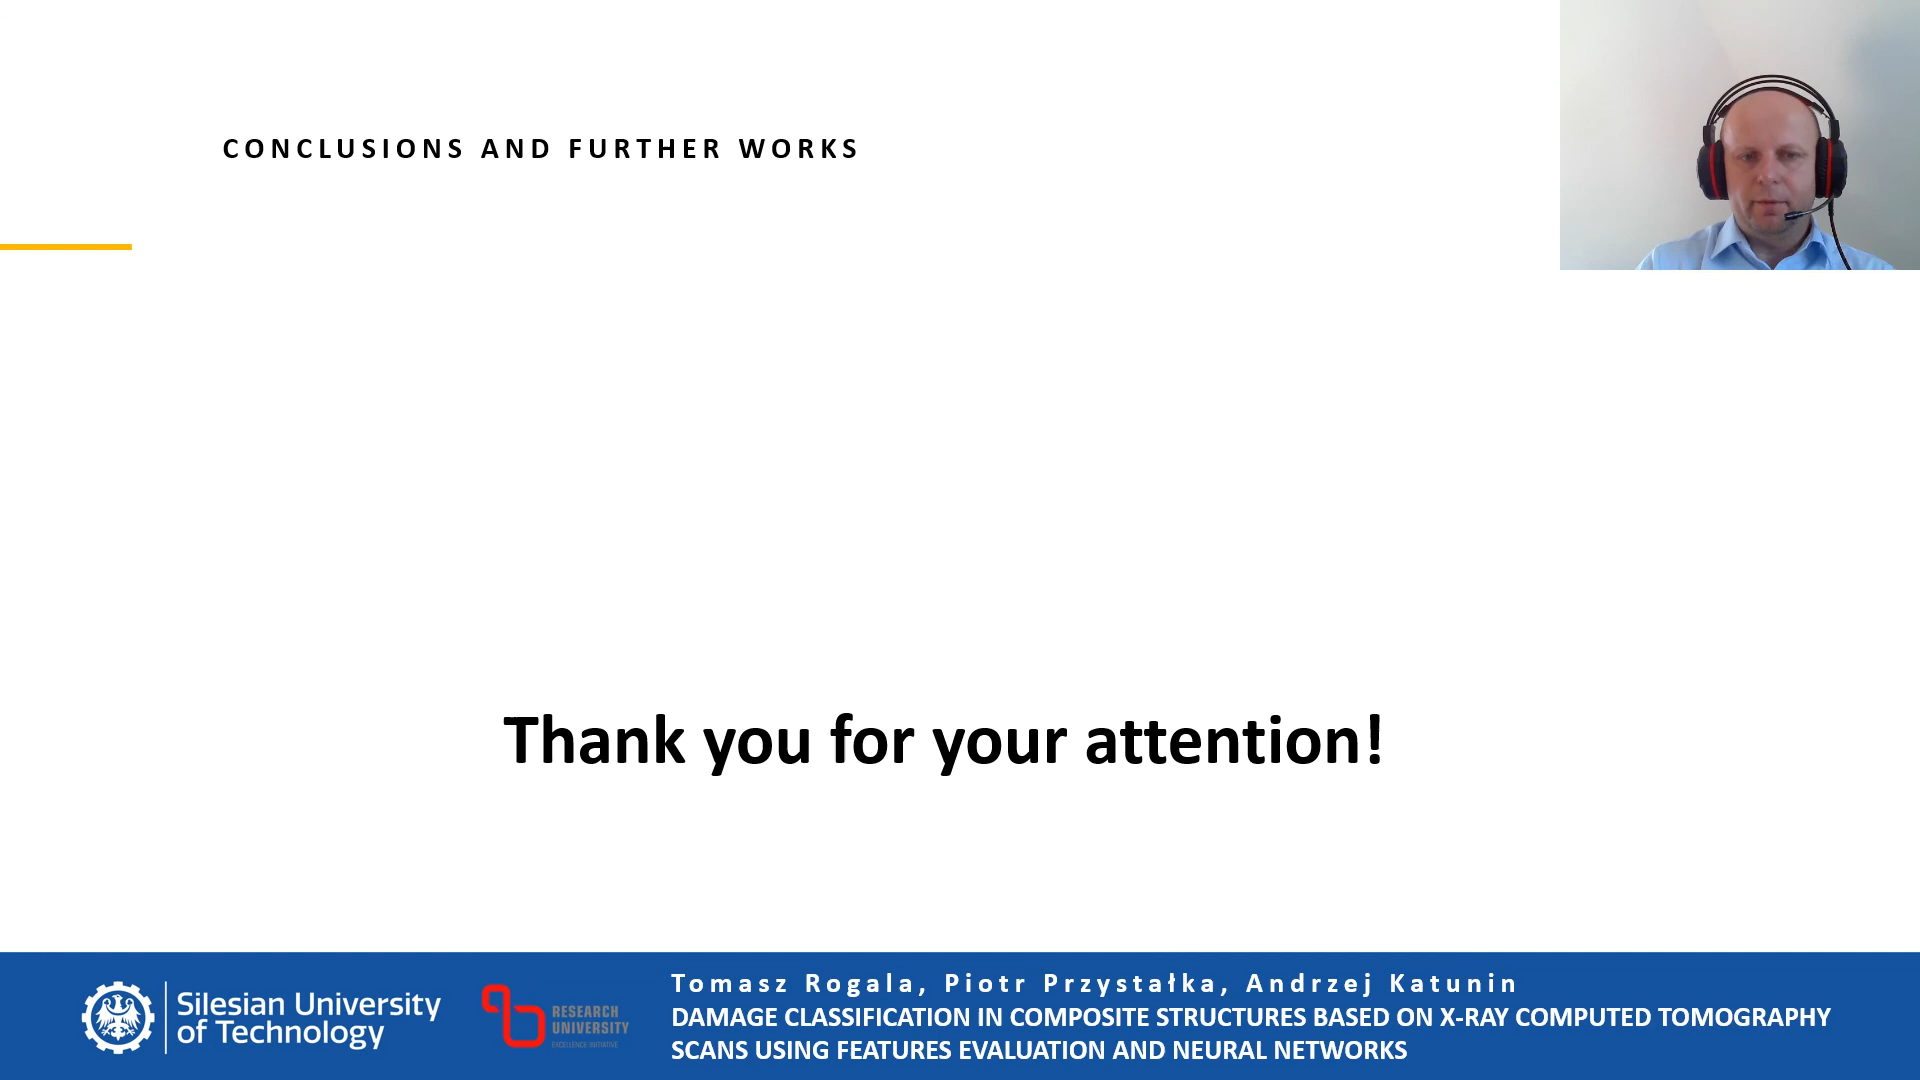 CONCLUSIONS AND FURTHER WORKS
Thank you for your attention!
Silesian University
of Technology
RESEARCH
UNIVERSITY
EXCELLENCE INITIATIVE
Tomasz Rogala, Piotr Przystałka, Andrzej Katunin
DAMAGE CLASSIFICATION IN COMPOSITE STRUCTURES BASED ON X-RAY COMPUTED TOMOGRAPHY
SCANS USING FEATURES EVALUATION AND NEURAL NETWORKS